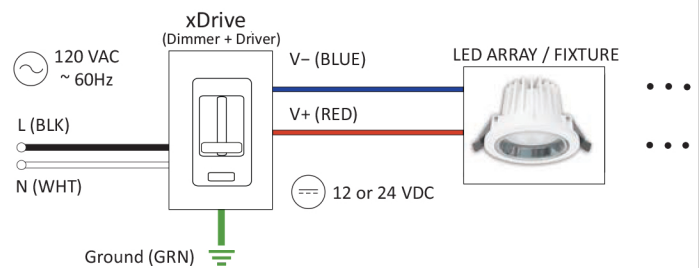 xDrive
(Dimmer + Driver)
120 VAC
~ 60Hz
V− (BLUE)
LED ARRAY / FIXTURE
V+ (RED)
L (BLK)
N (WHT)
12 or 24 VDC
Ground (GRN)